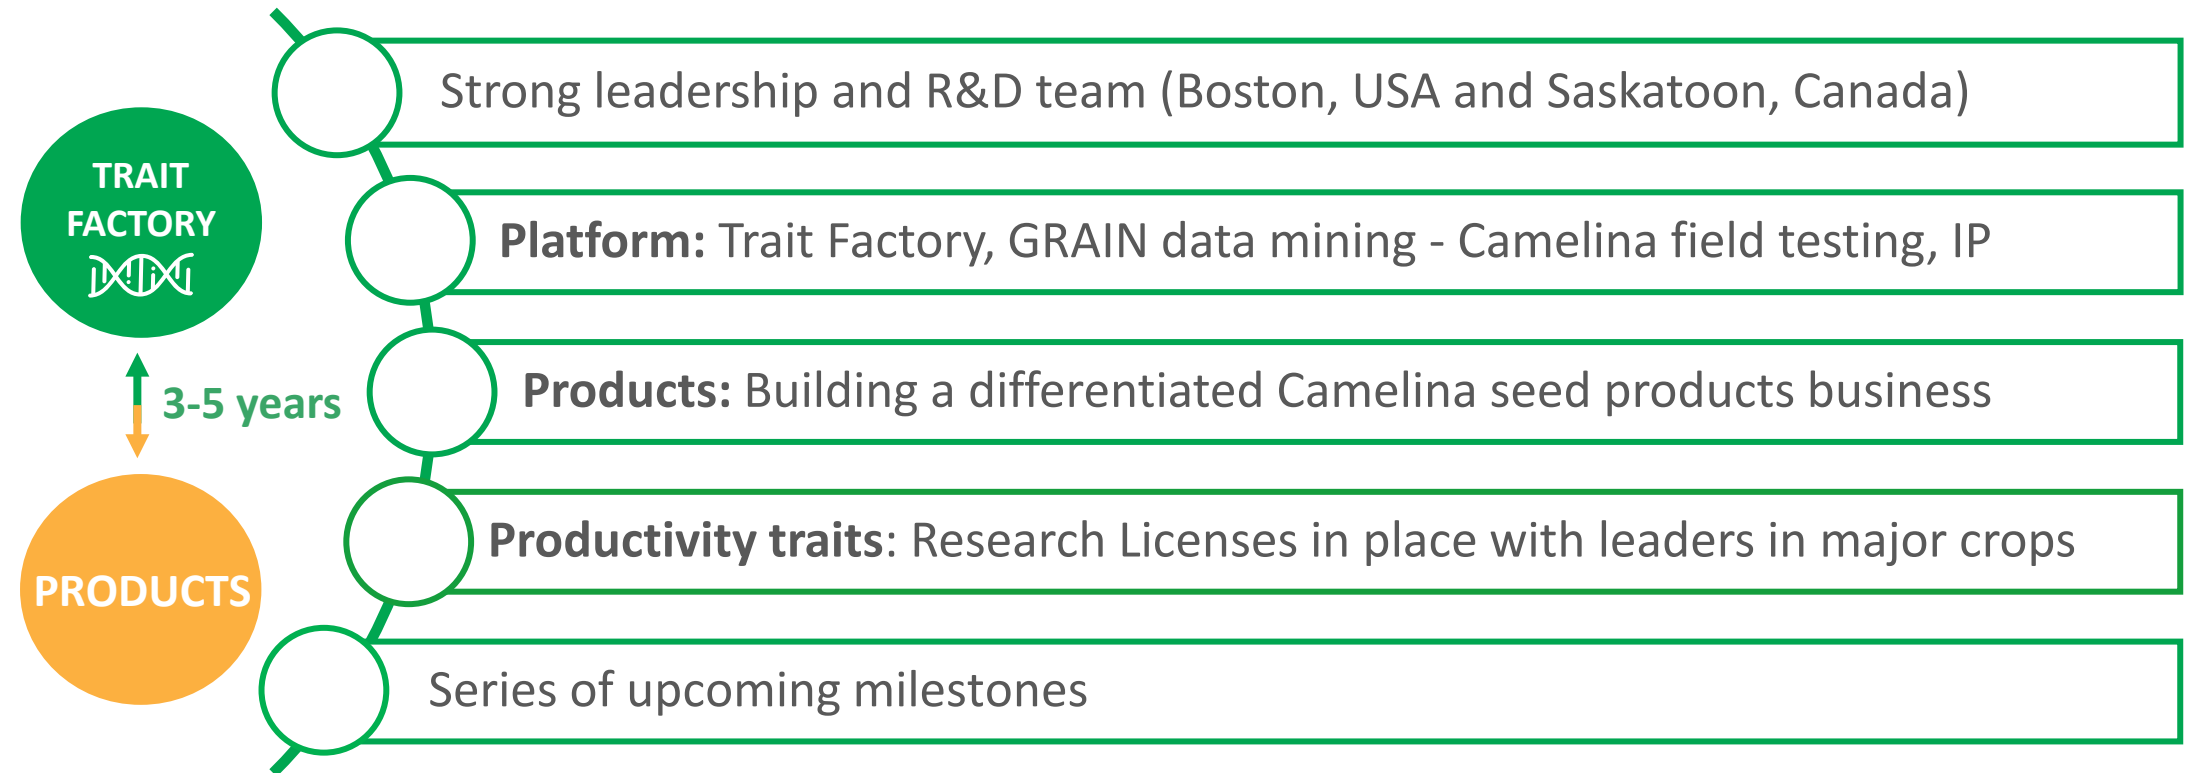 TRAIT
FACTORY
3-5 years
PRODUCTS
Strong leadership and R&D team (Boston, USA and Saskatoon, Canada)
Platform: Trait Factory, GRAIN data mining - Camelina field testing, IP
Products: Building a differentiated Camelina seed products business
Productivity traits: Research Licenses in place with leaders in major crops
Series of upcoming milestones